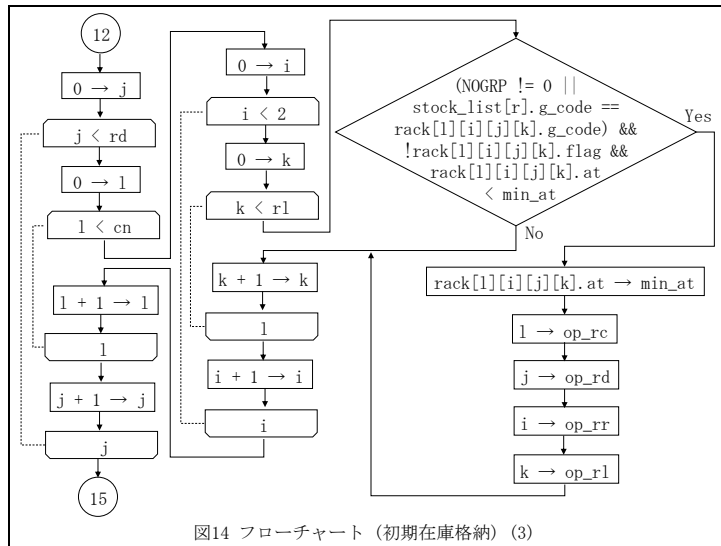 12
0 → j
j < rd
0 → l
l < cn
l + 1 → l
l
j + 1 → j
j
15
0 → i
i < 2
0 → k
k < rl
k + 1 → k
l
i + 1 → i
i
(NOGRP != 0 ||
stock_list[r].g_code ==
rack[l][i][j][k].g_code) &&
!rack[l][i][j][k].flag &&
rack[l][i][j][k].at
< min_at
Yes
No
rack[l][i][j][k].at → min_at
l → op_rc
j → op_rd
i → op_rr
k → op_rl
図14 フローチャート (初期在庫格納) (3)